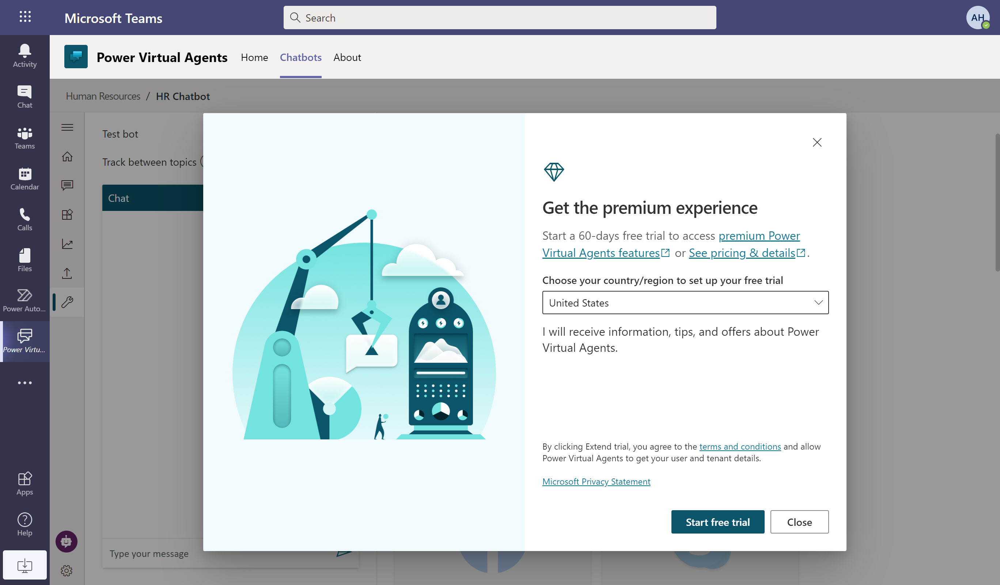 Microsoft Teams
Search
AH
Activity
Chat
Teams
Calendar
Calls
Files
Power Auto...
Power Virtu...
Apps
Help
Power Virtual Agents
Home
Chatbots
About
Human Resources / HR Chatbot
Test bot
Track between topics
Chat
Type your message
Get the premium experience
Start a 60-days free trial to access premium Power
Virtual Agents features or See pricing & details.
Choose your country/region to set up your free trial
United States
I will receive information, tips, and offers about Power
Virtual Agents.
By clicking Extend trial, you agree to the terms and conditions and allow
Power Virtual Agents to get your user and tenant details.
Microsoft Privacy Statement
Start free trial
Close